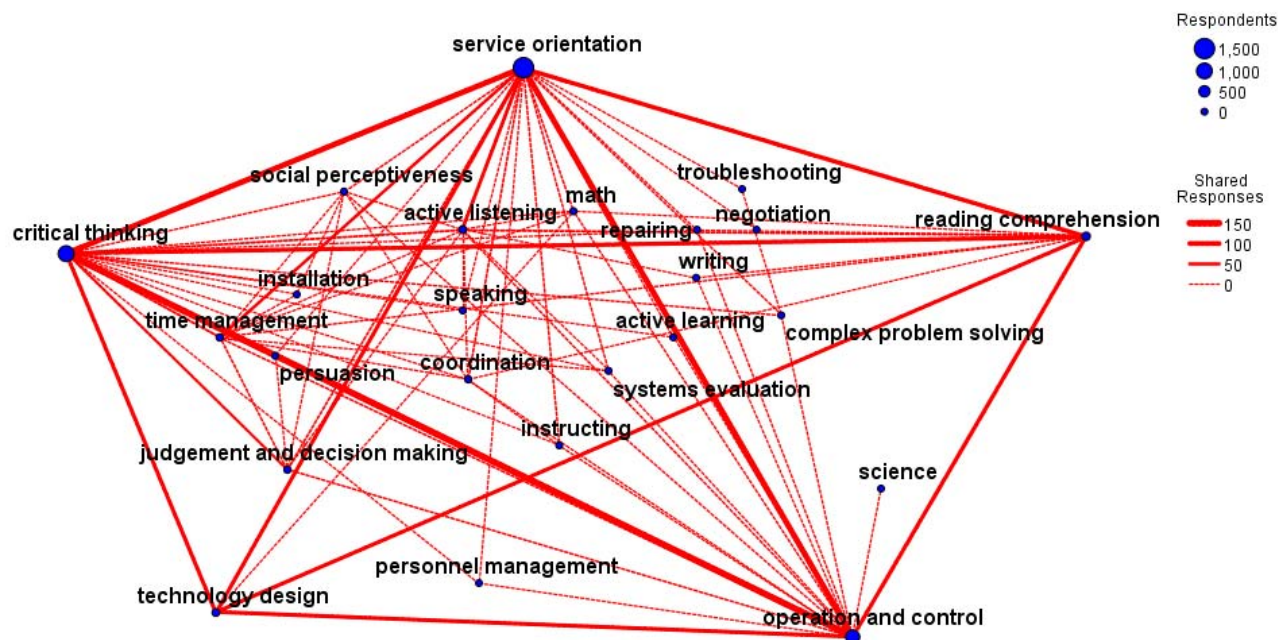 Respondents
1,500
1,000
500
0
service orientation
Shared
Responses
150
100
50
0
social perceptiveness
troubleshooting
math
active listening
negotiation
reading comprehension
critical thinking
repairing
writing
installation
speaking
time management
active learning
complex problem solving
persuasion
coordination
systems evaluation
instructing
judgement and decision making
science
personnel management
technology design
operation and control